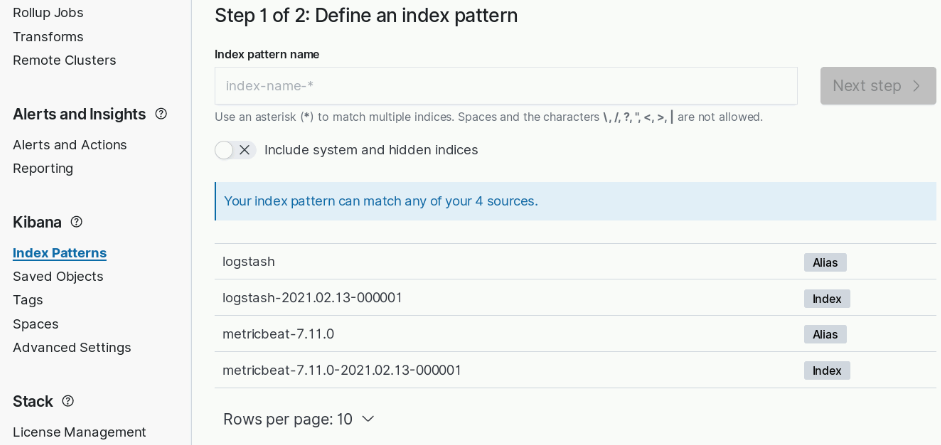 Rollup Jobs
Transforms
Remote Clusters
Alerts and Insights
Alerts and Actions
Reporting
Kibana
Index Patterns
Saved Objects
Tags
Spaces
Advanced Settings
Stack
License Management
Step 1 of 2: Define an index pattern
Index pattern name
index-name-*
Next step
Use an asterisk (*) to match multiple indices. Spaces and the characters \, /, ?, ", <, >, | are not allowed.
Include system and hidden indices
Your index pattern can match any of your 4 sources.
logstash Alias
logstash-2021.02.13-000001 Index
metricbeat-7.11.0 Alias
metricbeat-7.11.0-2021.02.13-000001 Index
Rows per page: 10